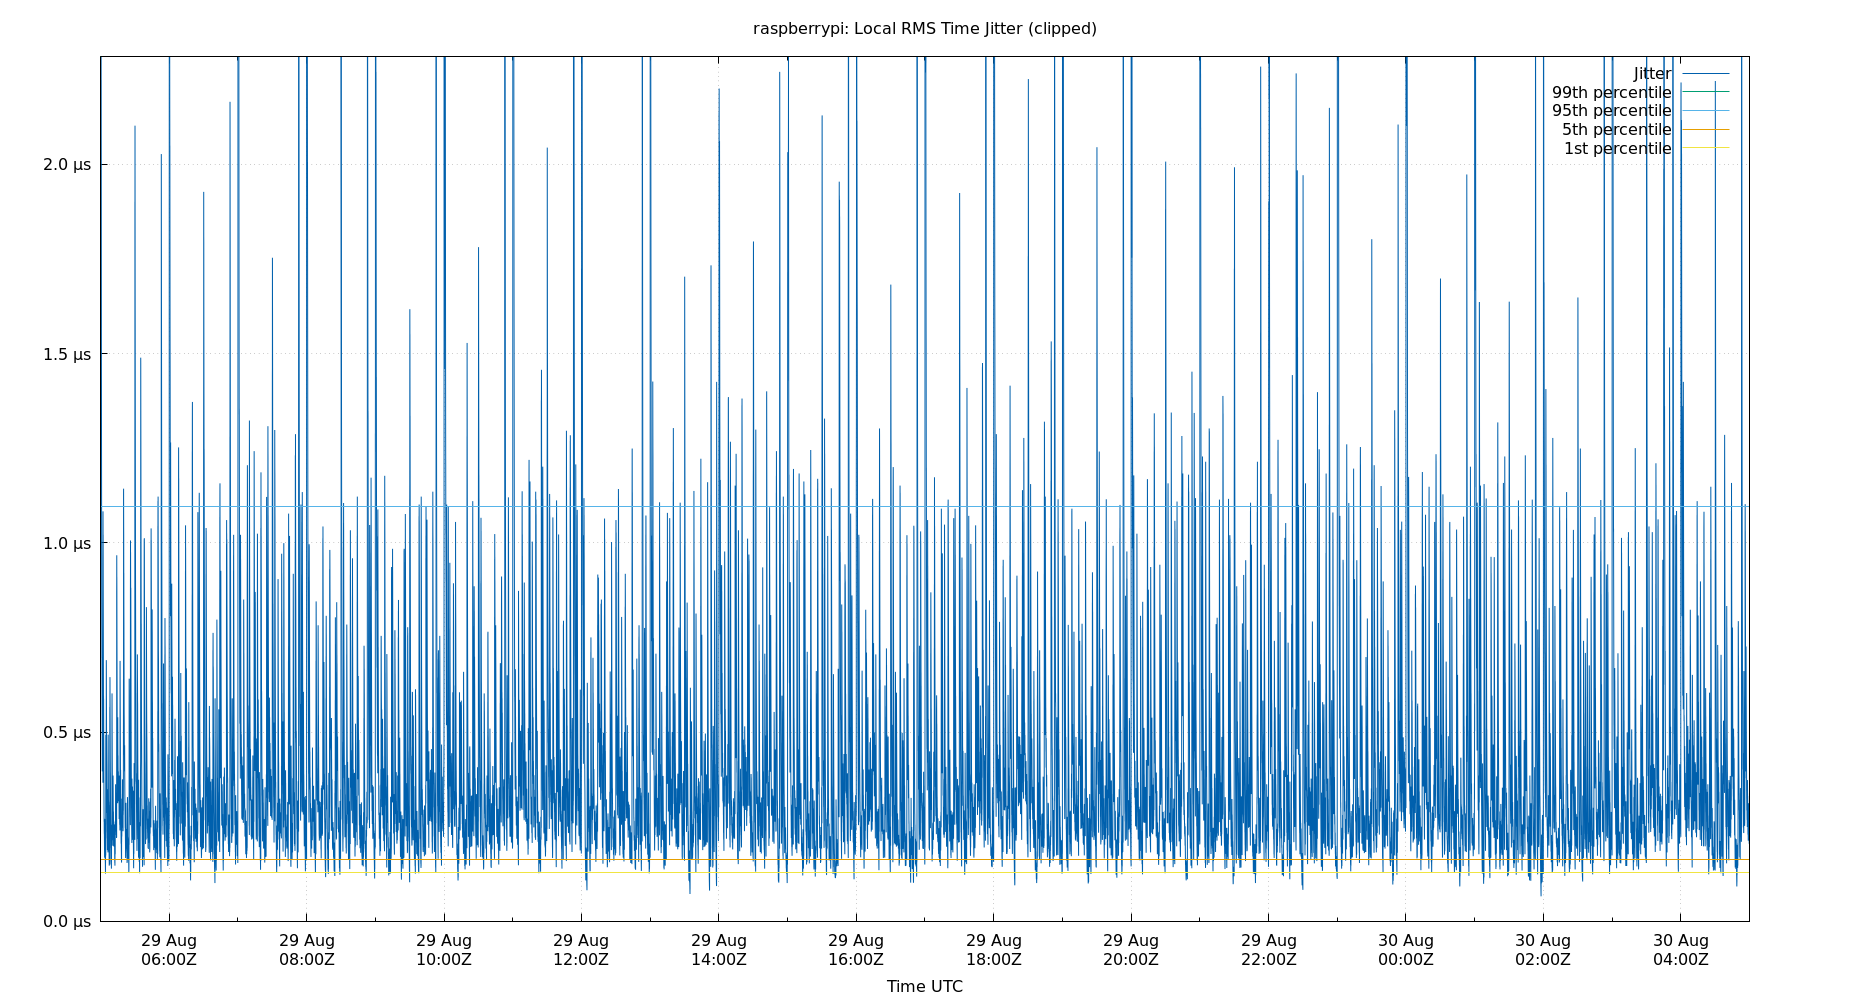 raspberrypi: Local RMS Time Jitter (clipped)
Jitter
99th percentile
95th percentile
5th percentile
1st percentile
2.0 µs
1.5 µs
1.0 µs
0.5 µs
0.0 µs
29 Aug 29 Aug 29 Aug 29 Aug 29 Aug 29 Aug 29 Aug 29 Aug 29 Aug 30 Aug 30 Aug 30 Aug
06:00Z 08:00Z 10:00Z 12:00Z 14:00Z 16:00Z 18:00Z 20:00Z 22:00Z 00:00Z 02:00Z 04:00Z
Time UTC